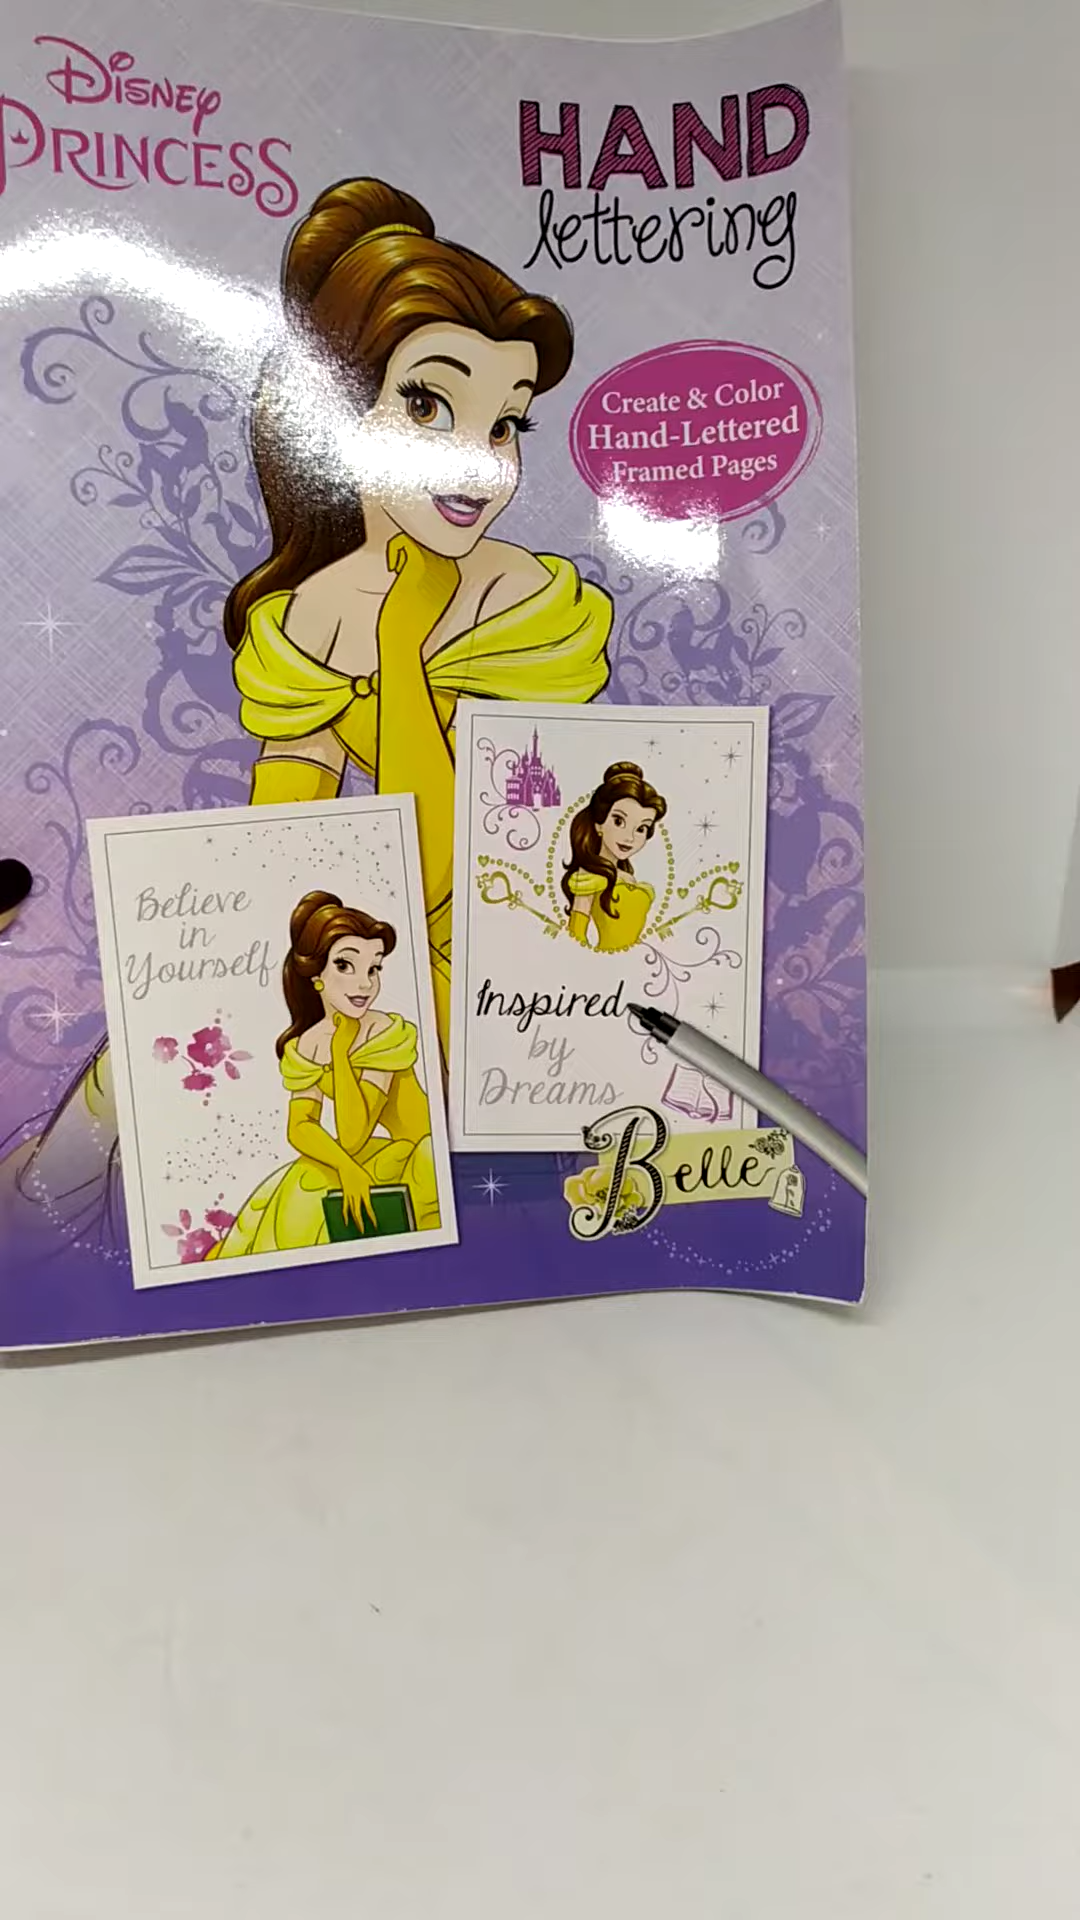 Disney
PRINCESS
HAND
lettering
Create & Color
Hand-Lettered
Framed Pages
Believe
in
Yourself
Inspired
by
Dreams
Belle